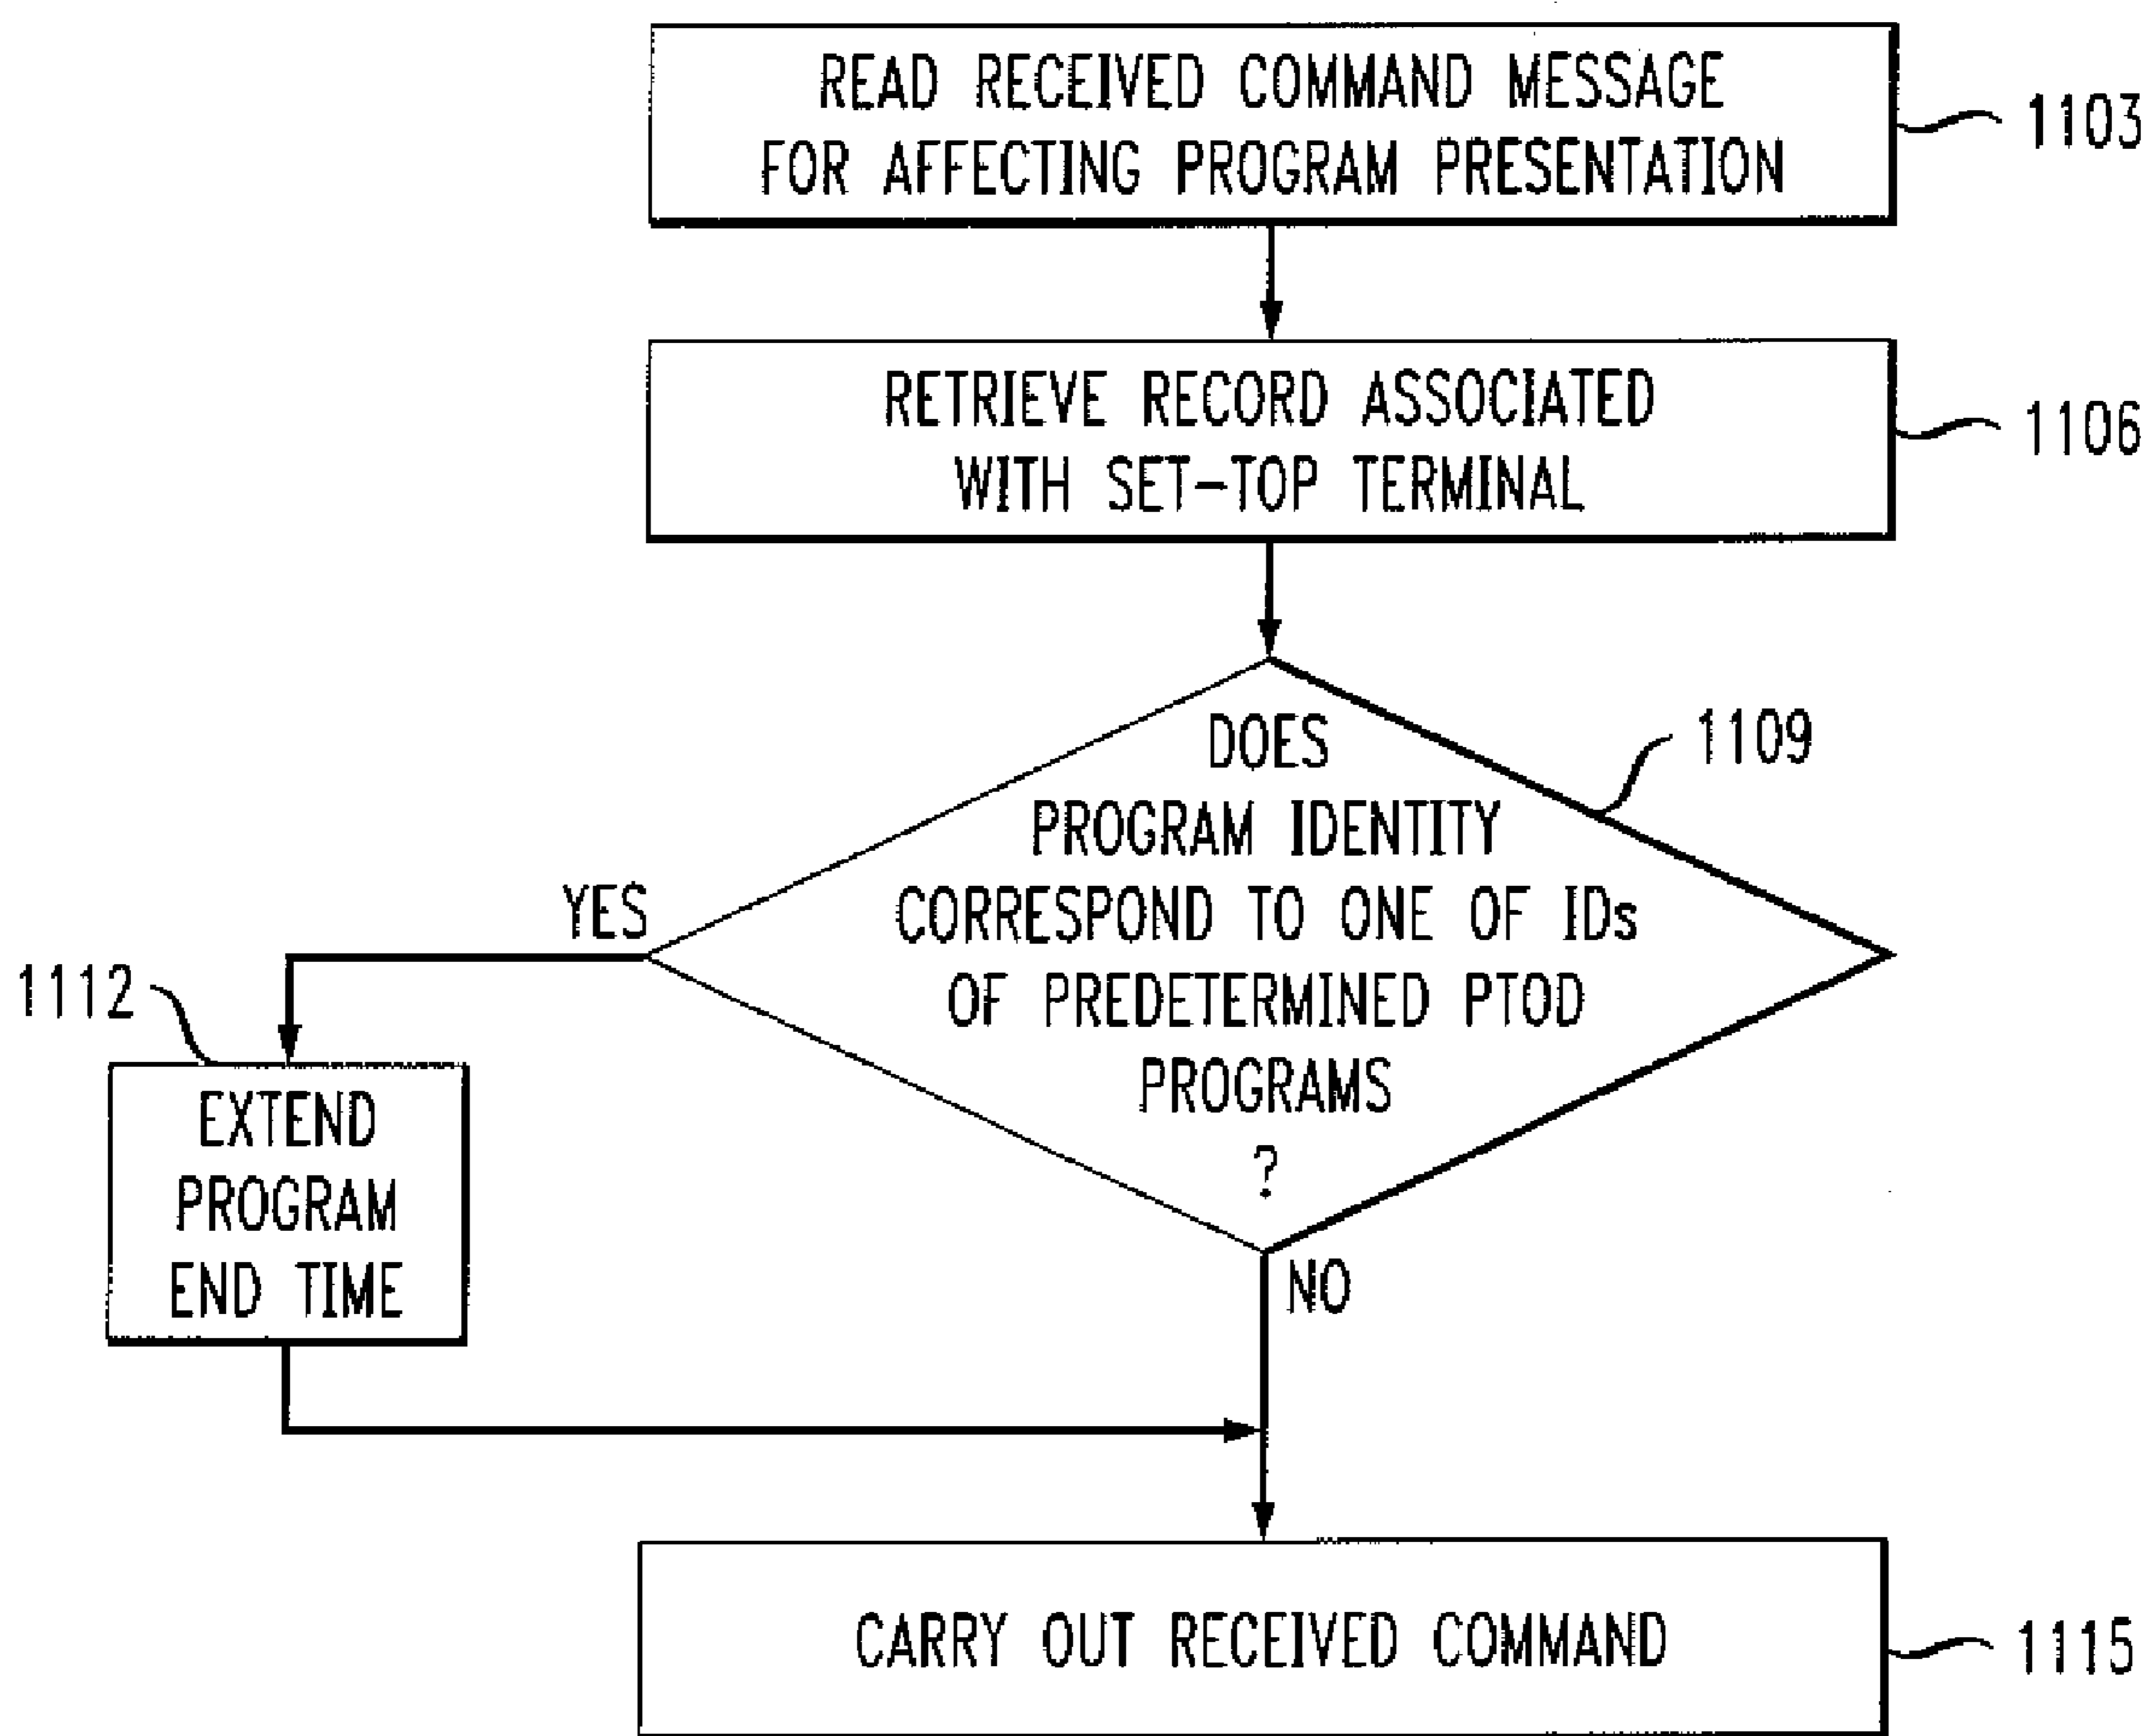 READ RECEIVED COMMAND MESSAGE
FOR AFFECTING PROGRAM PRESENTATION
1103
RETRIEVE RECORD ASSOCIATED
WITH SET-TOP TERMINAL
1106
DOES
PROGRAM IDENTITY
CORRESPOND TO ONE OF IDs
OF PREDETERMINED PTOD
PROGRAMS
?
1109
YES
1112
EXTEND
PROGRAM
END TIME
NO
CARRY OUT RECEIVED COMMAND
1115